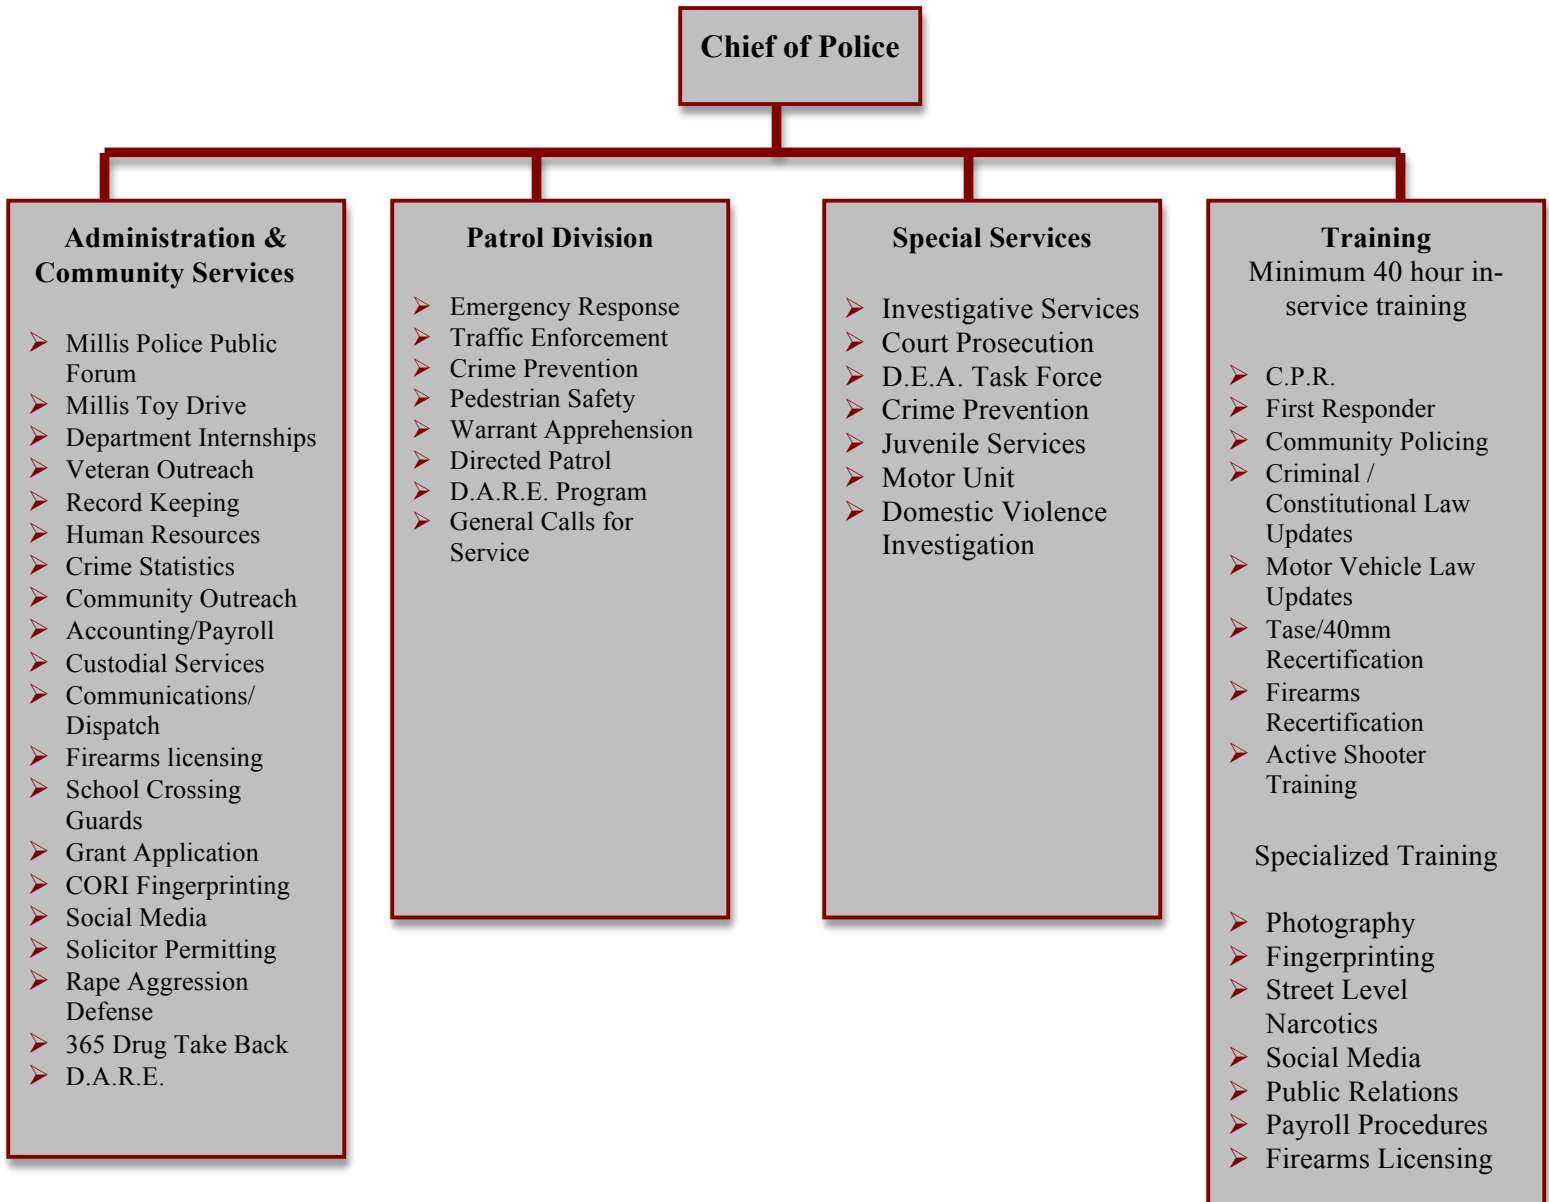 Chief of Police
Administration &
Community Services
➢ Millis Police Public
Forum
➢ Millis Toy Drive
➢ Department Internships
➢ Veteran Outreach
➢ Record Keeping
➢ Human Resources
➢ Crime Statistics
➢ Community Outreach
➢ Accounting/Payroll
➢ Custodial Services
➢ Communications/
Dispatch
➢ Firearms licensing
➢ School Crossing
Guards
➢ Grant Application
➢ CORI Fingerprinting
➢ Social Media
➢ Solicitor Permitting
➢ Rape Aggression
Defense
➢ 365 Drug Take Back
➢ D.A.R.E.
Patrol Division
➢ Emergency Response
➢ Traffic Enforcement
➢ Crime Prevention
➢ Pedestrian Safety
➢ Warrant Apprehension
➢ Directed Patrol
➢ D.A.R.E. Program
➢ General Calls for
Service
Special Services
➢ Investigative Services
➢ Court Prosecution
➢ D.E.A. Task Force
➢ Crime Prevention
➢ Juvenile Services
➢ Motor Unit
➢ Domestic Violence
Investigation
Training
Minimum 40 hour in-
service training
➢ C.P.R.
➢ First Responder
➢ Community Policing
➢ Criminal /
Constitutional Law
Updates
➢ Motor Vehicle Law
Updates
➢ Tase/40mm
Recertification
➢ Firearms
Recertification
➢ Active Shooter
Training
Specialized Training
➢ Photography
➢ Fingerprinting
➢ Street Level
Narcotics
➢ Social Media
➢ Public Relations
➢ Payroll Procedures
➢ Firearms Licensing